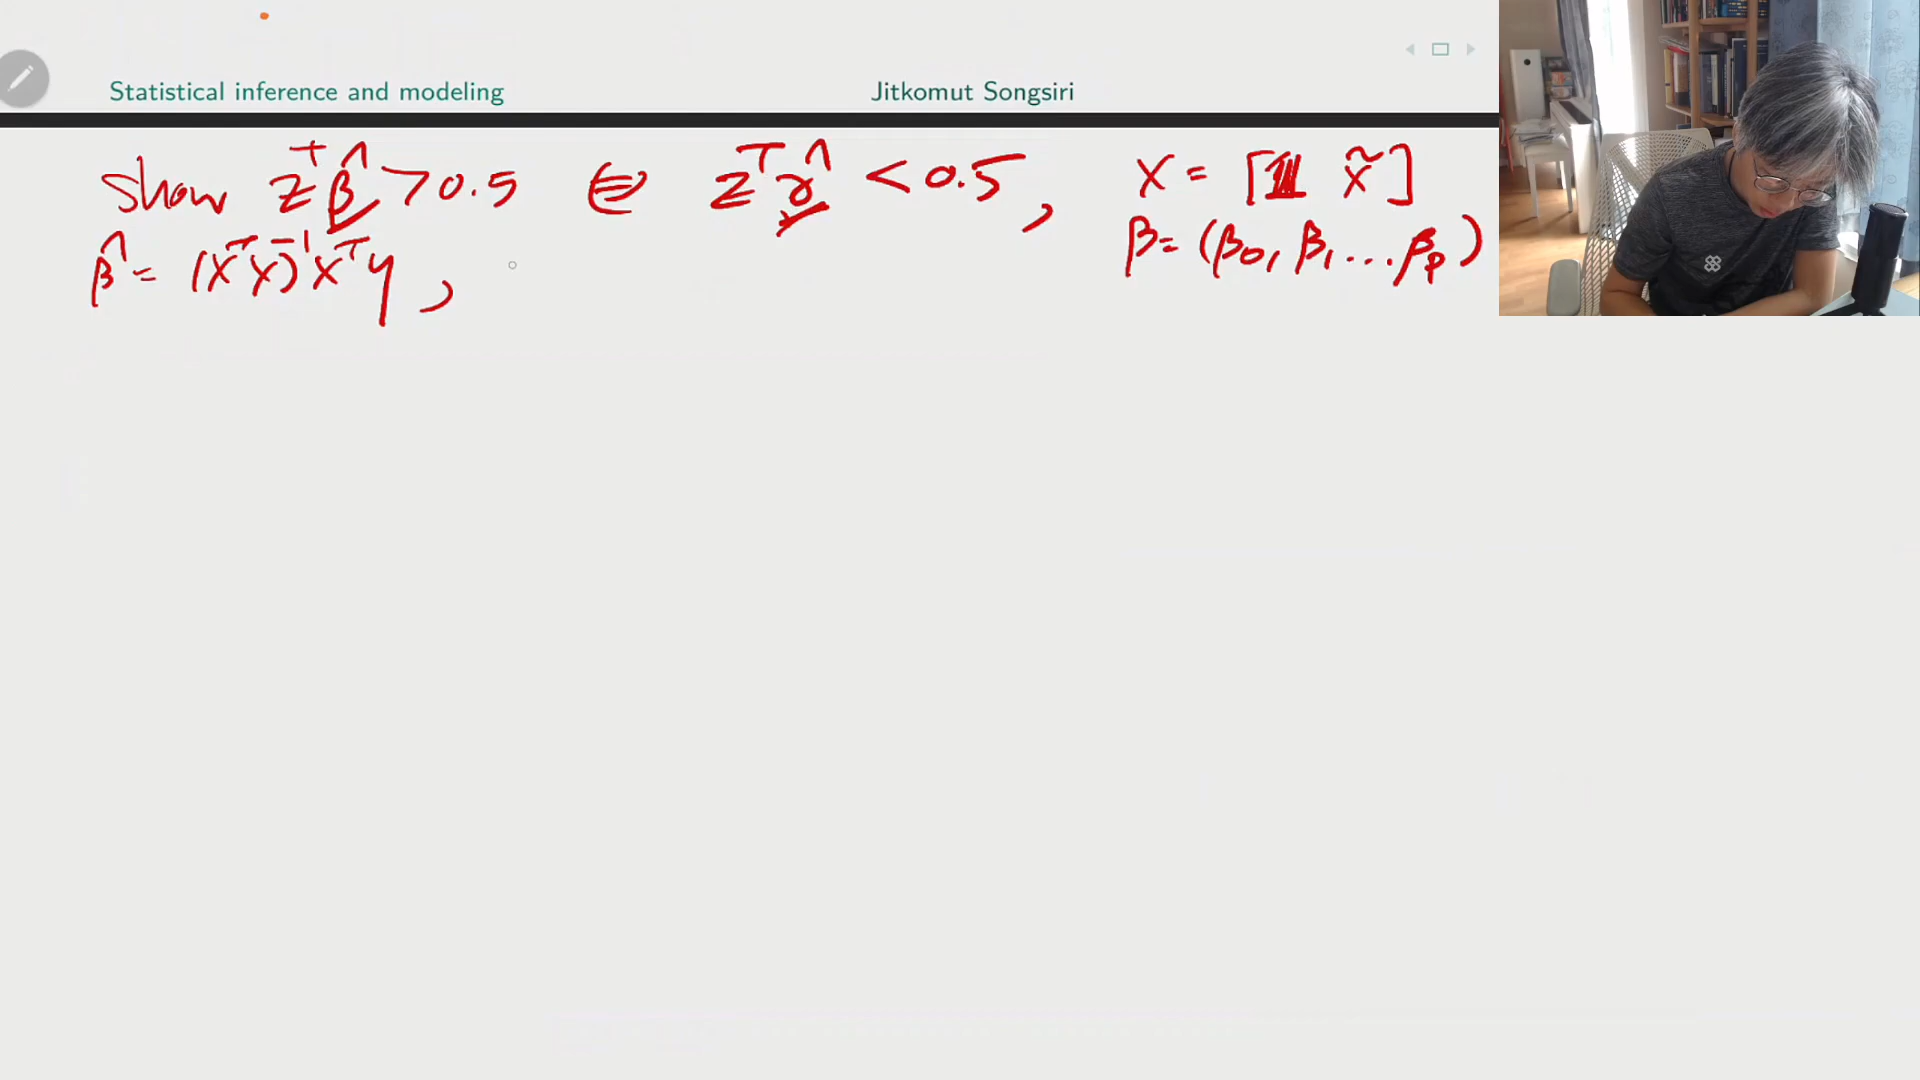 Statistical inference and modeling Jitkomut Songsiri
Show zᵀβ̂ > 0.5 ⇔ zᵀγ̂ < 0.5 , X = [𝟙 X̃]
β̂ = (XᵀX)⁻¹Xᵀy , β = (β₀, β₁ ... βₚ)